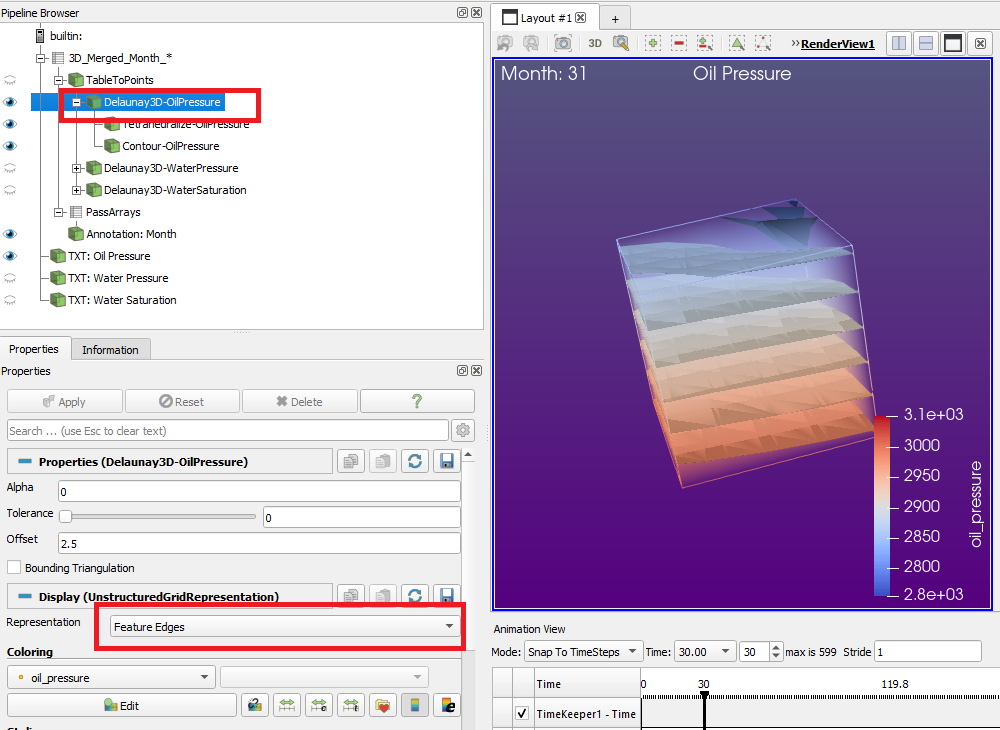 Pipeline Browser
builtin:
3D_Merged_Month_*
TableToPoints
Delaunay3D-OilPressure
Tetrahedralize-OilPressure
Contour-OilPressure
Delaunay3D-WaterPressure
Delaunay3D-WaterSaturation
PassArrays
Annotation: Month
TXT: Oil Pressure
TXT: Water Pressure
TXT: Water Saturation
Properties
Information
Properties
Apply
Reset
Delete
?
Search ... (use Esc to clear text)
Properties (Delaunay3D-OilPressure)
Alpha
0
Tolerance
0
Offset
2.5
Bounding Triangulation
Display (UnstructuredGridRepresentation)
Representation
Feature Edges
Coloring
oil_pressure
Edit
Layout #1
+
3D
>>
RenderView1
Month: 31
Oil Pressure
3.1e+03
3000
2950
2900
2850
2800
2.8e+03
oil_pressure
Animation View
Mode: Snap To TimeSteps Time: 30.00 30 max is 599 Stride 1
Time
0
30
119.8
TimeKeeper1 - Time